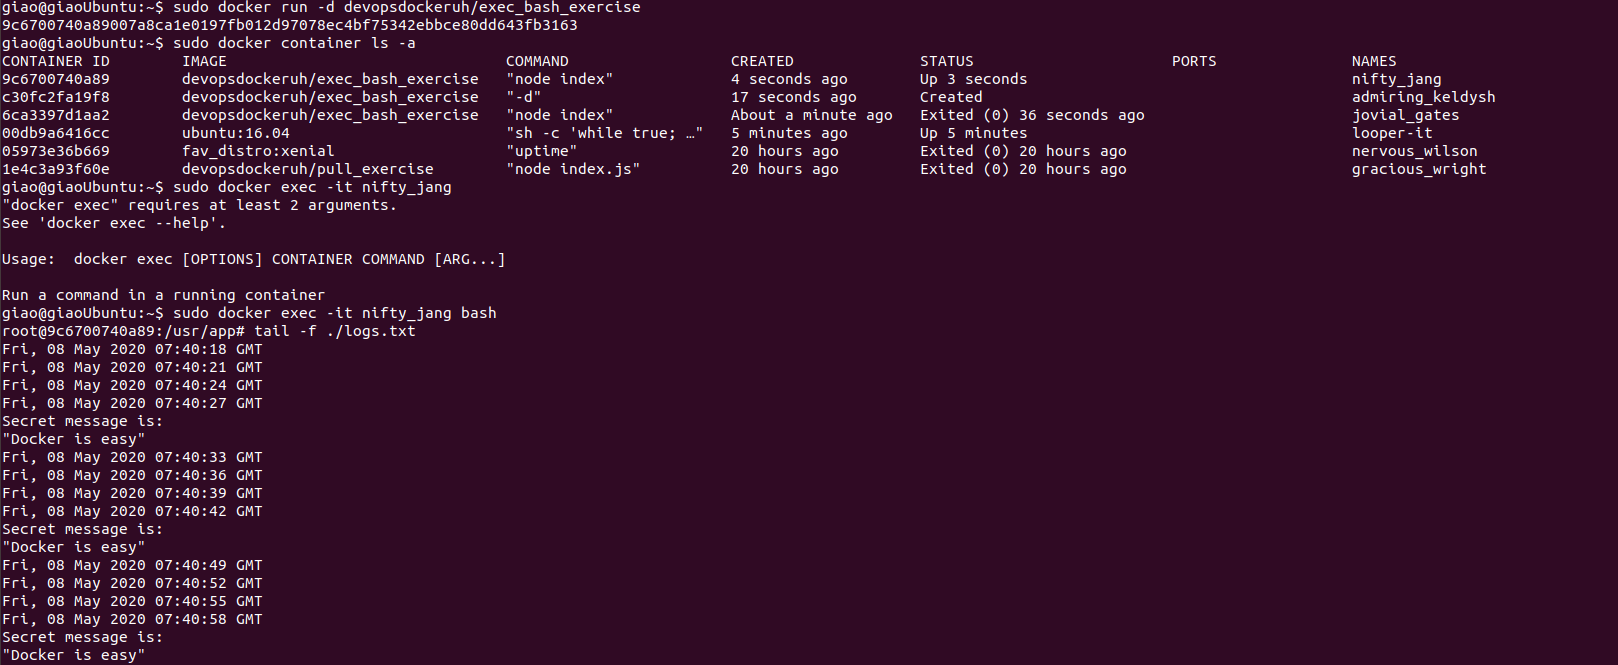 giao@giaoUbuntu:~$ sudo docker run -d devopsdockeruh/exec_bash_exercise
9c6700740a89007a8ca1e0197fb012d97078ec4bf75342ebbce80dd643fb3163
giao@giaoUbuntu:~$ sudo docker container ls -a
CONTAINER ID        IMAGE                               COMMAND                  CREATED              STATUS                      PORTS               NAMES
9c6700740a89        devopsdockeruh/exec_bash_exercise   "node index"             4 seconds ago        Up 3 seconds                                    nifty_jang
c30fc2fa19f8        devopsdockeruh/exec_bash_exercise   "-d"                     17 seconds ago       Created                                         admiring_keldysh
6ca3397d1aa2        devopsdockeruh/exec_bash_exercise   "node index"             About a minute ago   Exited (0) 36 seconds ago                       jovial_gates
00db9a6416cc        ubuntu:16.04                        "sh -c 'while true; …"   5 minutes ago        Up 5 minutes                                    looper-it
05973e36b669        fav_distro:xenial                   "uptime"                 20 hours ago         Exited (0) 20 hours ago                         nervous_wilson
1e4c3a93f60e        devopsdockeruh/pull_exercise        "node index.js"          20 hours ago         Exited (0) 20 hours ago                         gracious_wright
giao@giaoUbuntu:~$ sudo docker exec -it nifty_jang
"docker exec" requires at least 2 arguments.
See 'docker exec --help'.
Usage:  docker exec [OPTIONS] CONTAINER COMMAND [ARG...]
Run a command in a running container
giao@giaoUbuntu:~$ sudo docker exec -it nifty_jang bash
root@9c6700740a89:/usr/app# tail -f ./logs.txt
Fri, 08 May 2020 07:40:18 GMT
Fri, 08 May 2020 07:40:21 GMT
Fri, 08 May 2020 07:40:24 GMT
Fri, 08 May 2020 07:40:27 GMT
Secret message is:
"Docker is easy"
Fri, 08 May 2020 07:40:33 GMT
Fri, 08 May 2020 07:40:36 GMT
Fri, 08 May 2020 07:40:39 GMT
Fri, 08 May 2020 07:40:42 GMT
Secret message is:
"Docker is easy"
Fri, 08 May 2020 07:40:49 GMT
Fri, 08 May 2020 07:40:52 GMT
Fri, 08 May 2020 07:40:55 GMT
Fri, 08 May 2020 07:40:58 GMT
Secret message is:
"Docker is easy"